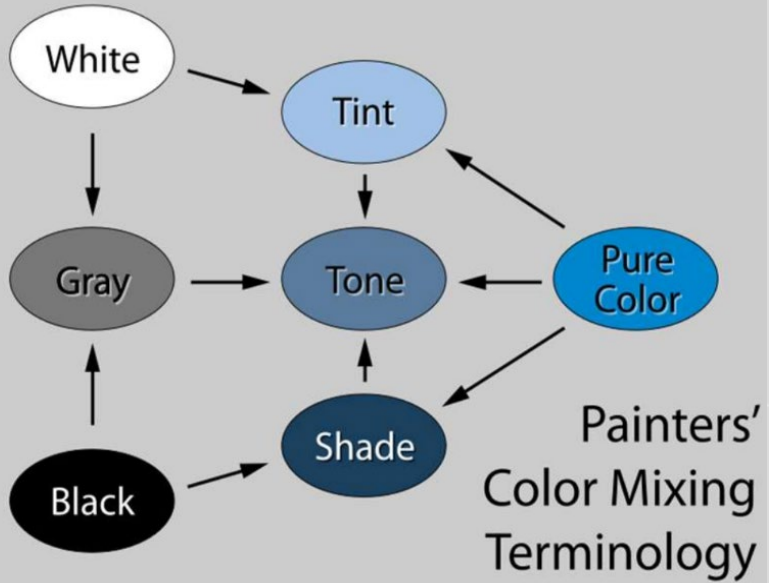 White
Tint
Gray
Tone
Pure
Color
Shade
Black
Painters’
Color Mixing
Terminology